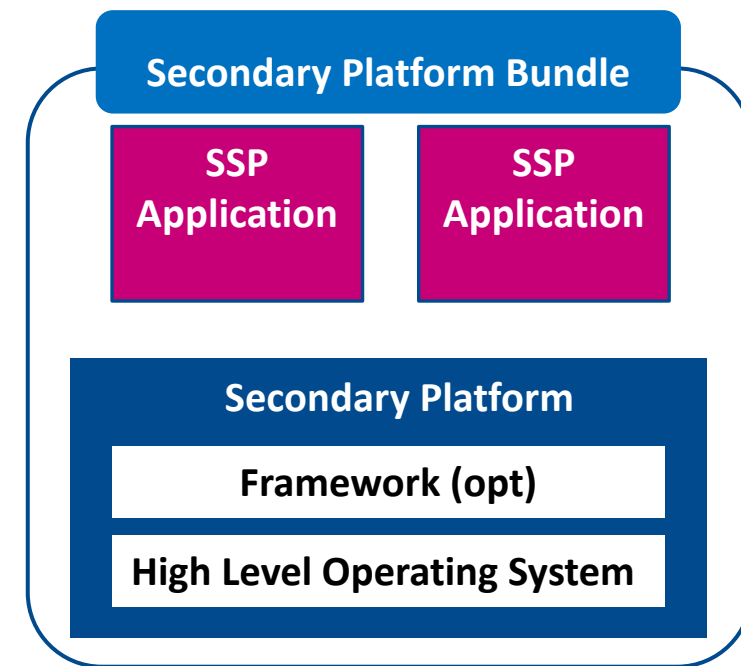 Secondary Platform Bundle
SSP
Application
SSP
Application
Secondary Platform
Framework (opt)
High Level Operating System